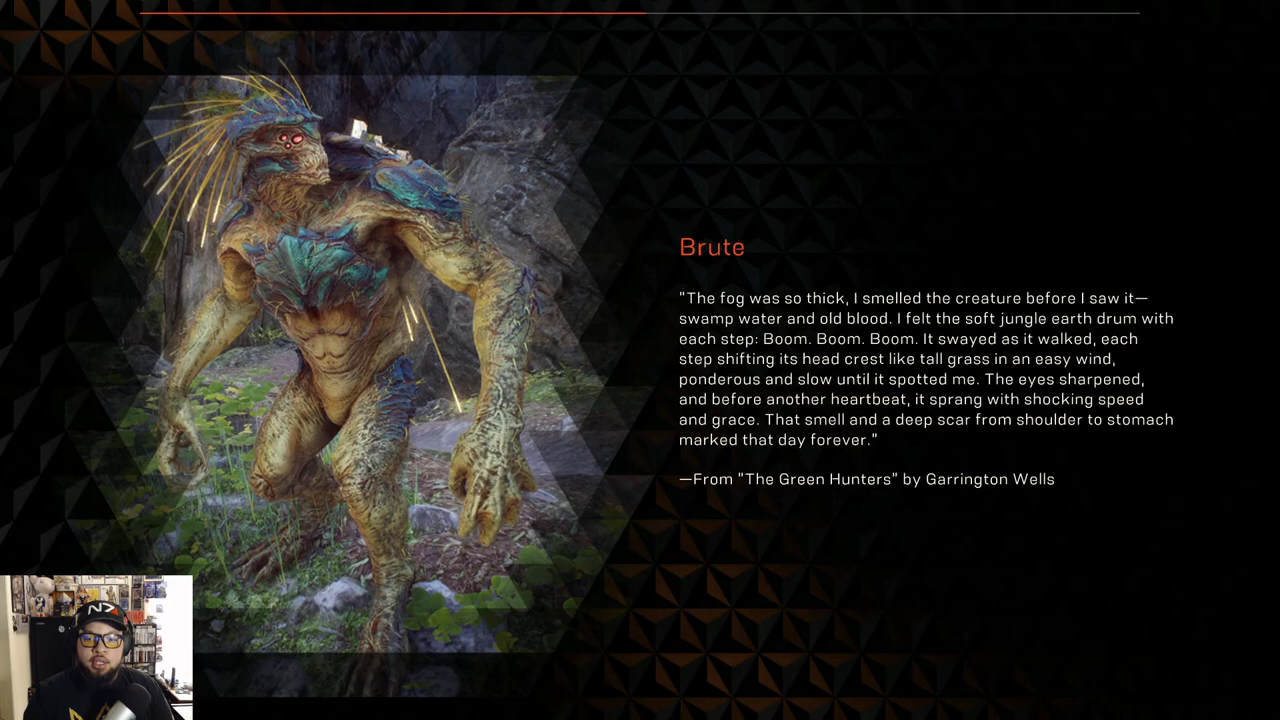 Brute
"The fog was so thick, I smelled the creature before I saw it—
swamp water and old blood. I felt the soft jungle earth drum with
each step: Boom. Boom. Boom. It swayed as it walked, each
step shifting its head crest like tall grass in an easy wind,
ponderous and slow until it spotted me. The eyes sharpened,
and before another heartbeat, it sprang with shocking speed
and grace. That smell and a deep scar from shoulder to stomach
marked that day forever."
—From "The Green Hunters" by Garrington Wells
N7